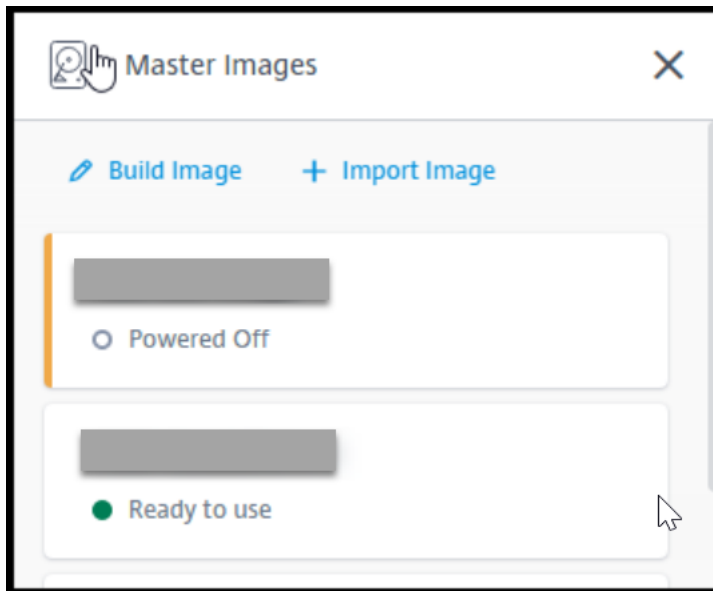 Master Images
Build Image
Import Image
Powered Off
Ready to use